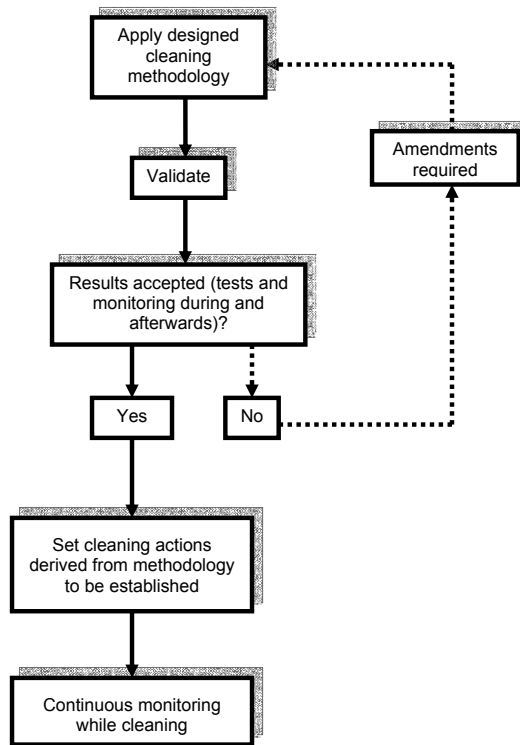 Apply designed
cleaning
methodology
Amendments
required
Validate
Results accepted (tests and
monitoring during and
afterwards)?
Yes
No
Set cleaning actions
derived from methodology
to be established
Continuous monitoring
while cleaning